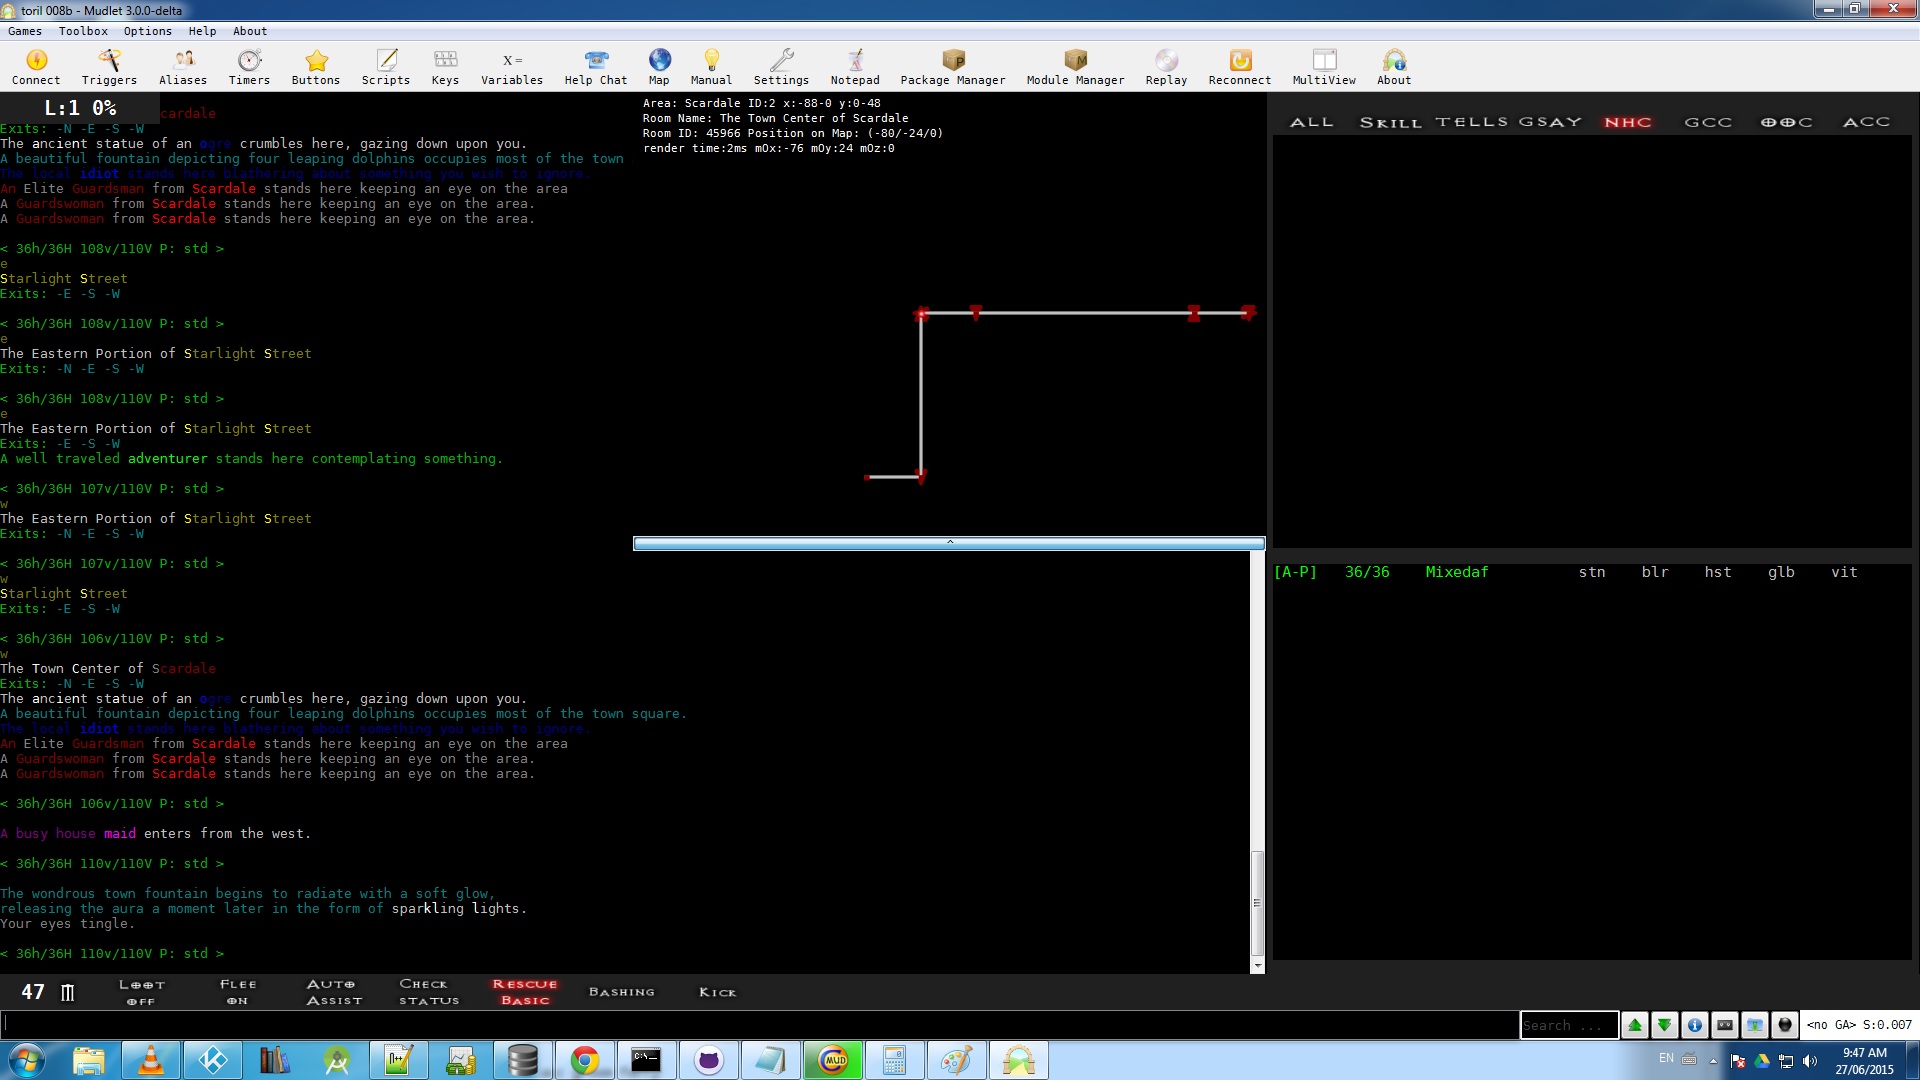 toril 008b - Mudlet 3.0.0-delta
Games Toolbox Options Help About
Connect Triggers Aliases Timers Buttons Scripts Keys Variables Help Chat Map Manual Settings Notepad Package Manager Module Manager Replay Reconnect MultiView About
X =
L:1 0%
cardale
Exits: -N -E -S -W
The ancient statue of an ogre crumbles here, gazing down upon you.
A beautiful fountain depicting four leaping dolphins occupies most of the town
The local idiot stands here blathering about something you wish to ignore.
An Elite Guardsman from Scardale stands here keeping an eye on the area
A Guardswoman from Scardale stands here keeping an eye on the area.
A Guardswoman from Scardale stands here keeping an eye on the area.
< 36h/36H 108v/110V P: std >
e
Starlight Street
Exits: -E -S -W
< 36h/36H 108v/110V P: std >
e
The Eastern Portion of Starlight Street
Exits: -N -E -S -W
< 36h/36H 108v/110V P: std >
e
The Eastern Portion of Starlight Street
Exits: -E -S -W
A well traveled adventurer stands here contemplating something.
< 36h/36H 107v/110V P: std >
w
The Eastern Portion of Starlight Street
Exits: -N -E -S -W
< 36h/36H 107v/110V P: std >
w
Starlight Street
Exits: -E -S -W
< 36h/36H 106v/110V P: std >
w
The Town Center of Scardale
Exits: -N -E -S -W
The ancient statue of an ogre crumbles here, gazing down upon you.
A beautiful fountain depicting four leaping dolphins occupies most of the town square.
The local idiot stands here blathering about something you wish to ignore.
An Elite Guardsman from Scardale stands here keeping an eye on the area
A Guardswoman from Scardale stands here keeping an eye on the area.
A Guardswoman from Scardale stands here keeping an eye on the area.
< 36h/36H 106v/110V P: std >
A busy house maid enters from the west.
< 36h/36H 110v/110V P: std >
The wondrous town fountain begins to radiate with a soft glow,
releasing the aura a moment later in the form of sparkling lights.
Your eyes tingle.
< 36h/36H 110v/110V P: std >
Area: Scardale ID:2 x:-88-0 y:0-48
Room Name: The Town Center of Scardale
Room ID: 45966 Position on Map: (-80/-24/0)
render time:2ms mOx:-76 mOy:24 mOz:0
^
ALL SKILL TELLS GSAY NHC GCC OOC ACC
[A-P] 36/36 Mixedaf stn blr hst glb vit
47
LOOT OFF
FLEE ON
AUTO ASSIST
CHECK STATUS
RESCUE BASIC
BASHING
KICK
Search ...
<no GA> S:0.007
C:\
MUD
EN
9:47 AM
27/06/2015